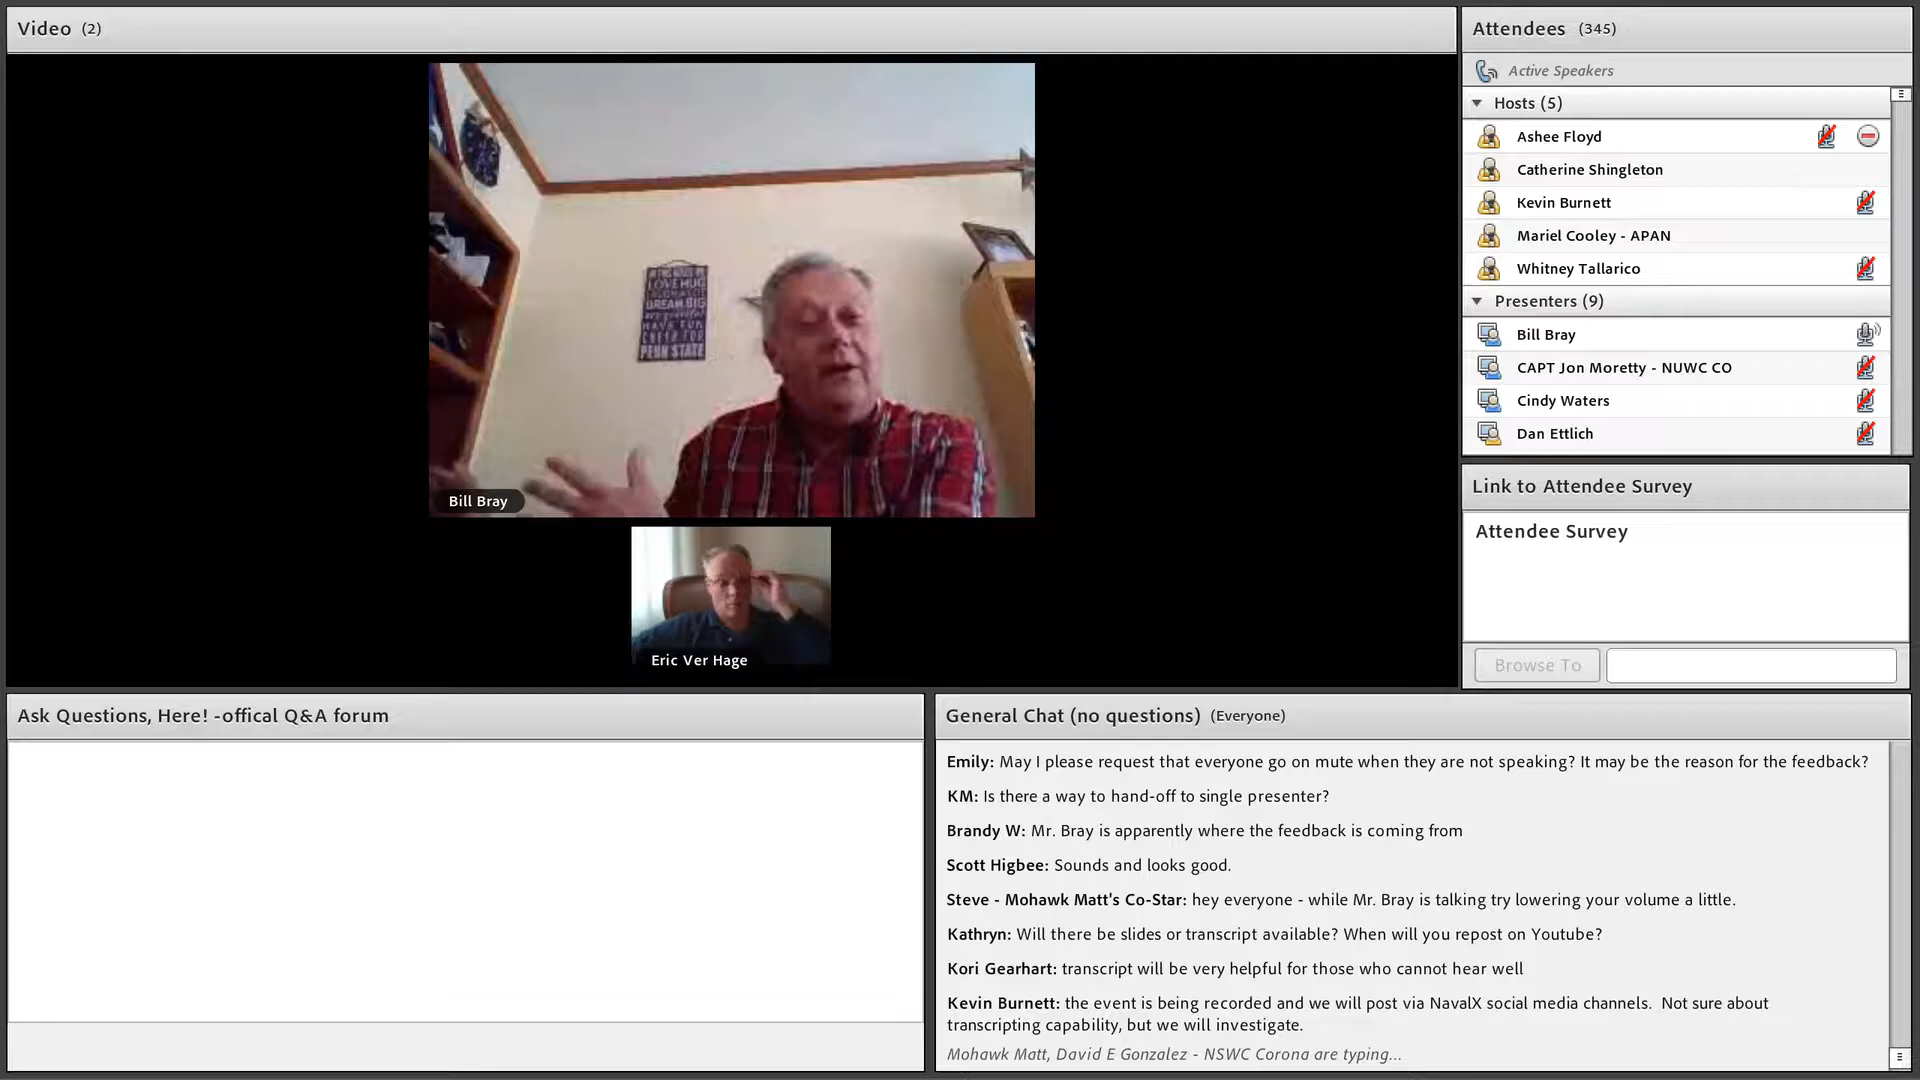 Video (2)
LOVE HUG
DREAM BIG
HAVE FUN
PENN STATE
Bill Bray
Eric Ver Hage
Attendees (345)
Active Speakers
Hosts (5)
Ashee Floyd
Catherine Shingleton
Kevin Burnett
Mariel Cooley - APAN
Whitney Tallarico
Presenters (9)
Bill Bray
CAPT Jon Moretty - NUWC CO
Cindy Waters
Dan Ettlich
Link to Attendee Survey
Attendee Survey
Browse To
Ask Questions, Here! -offical Q&A forum
General Chat (no questions) (Everyone)
Emily: May I please request that everyone go on mute when they are not speaking? It may be the reason for the feedback?
KM: Is there a way to hand-off to single presenter?
Brandy W: Mr. Bray is apparently where the feedback is coming from
Scott Higbee: Sounds and looks good.
Steve - Mohawk Matt's Co-Star: hey everyone - while Mr. Bray is talking try lowering your volume a little.
Kathryn: Will there be slides or transcript available? When will you repost on Youtube?
Kori Gearhart: transcript will be very helpful for those who cannot hear well
Kevin Burnett: the event is being recorded and we will post via NavalX social media channels. Not sure about
transcripting capability, but we will investigate.
Mohawk Matt, David E Gonzalez - NSWC Corona are typing...